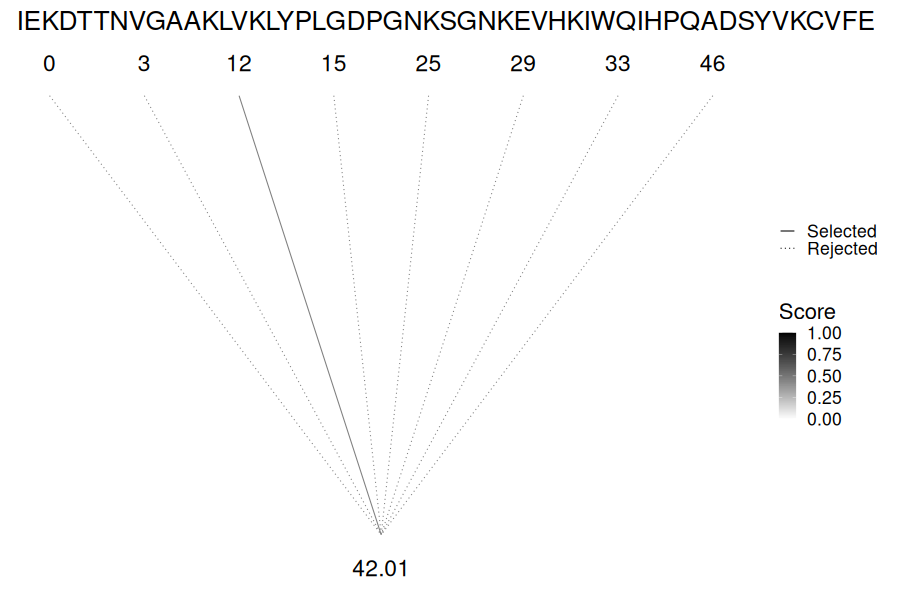 IEKDTTNVGAAKLVKLYPLGDPGNKSGNKEVHKIWQIHPQADSYVKCVFE
0 3 12 15 25 29 33 46
Selected
Rejected
Score
1.00
0.75
0.50
0.25
0.00
42.01